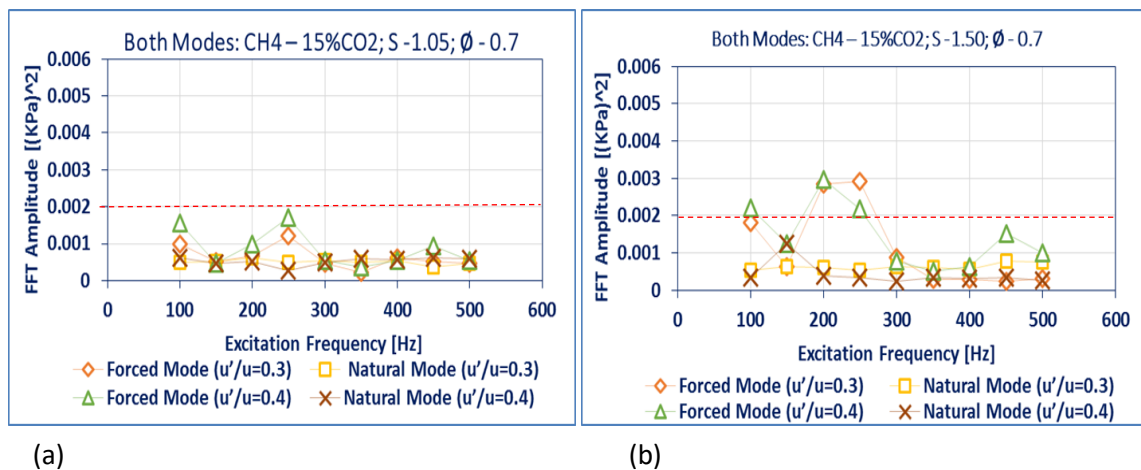 Both Modes: CH4 – 15%CO2; S -1.05; Ø - 0.7
FFT Amplitude [(KPa)^2]
0.006
0.005
0.004
0.003
0.002
0.001
0
0 100 200 300 400 500 600
Excitation Frequency [Hz]
Forced Mode (u'/u=0.3) Natural Mode (u'/u=0.3)
Forced Mode (u'/u=0.4) Natural Mode (u'/u=0.4)
(a)
Both Modes: CH4 – 15%CO2; S -1.50; Ø - 0.7
FFT Amplitude [(KPa)^2]
0.006
0.005
0.004
0.003
0.002
0.001
0
0 100 200 300 400 500 600
Excitation Frequency [Hz]
Forced Mode (u'/u=0.3) Natural Mode (u'/u=0.3)
Forced Mode (u'/u=0.4) Natural Mode (u'/u=0.4)
(b)